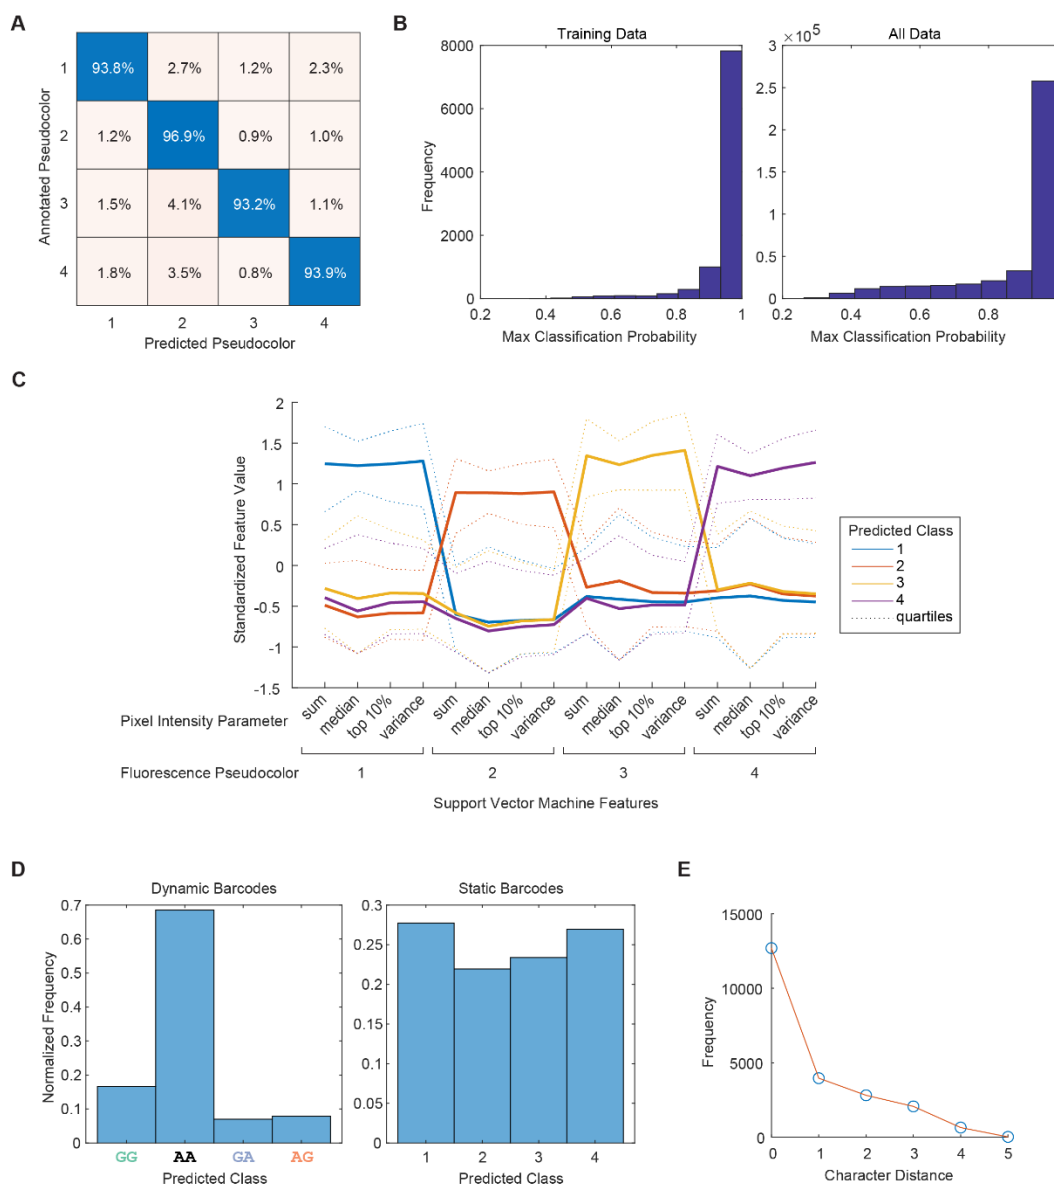 A
1 93.8% 2.7% 1.2% 2.3%
2 1.2% 96.9% 0.9% 1.0%
3 1.5% 4.1% 93.2% 1.1%
4 1.8% 3.5% 0.8% 93.9%
1 2 3 4
Annotated Pseudocolor
Predicted Pseudocolor
B
Training Data
8000
6000
4000
2000
0
Frequency
0.2 0.4 0.6 0.8 1
Max Classification Probability
All Data
×10⁵
3
2.5
2
1.5
1
0.5
0
0.2 0.4 0.6 0.8
Max Classification Probability
C
2
1.5
1
0.5
0
-0.5
-1
-1.5
Standardized Feature Value
Predicted Class
1
2
3
4
quartiles
Pixel Intensity Parameter
sum median top 10% variance sum median top 10% variance sum median top 10% variance sum median top 10% variance
Fluorescence Pseudocolor 1 2 3 4
Support Vector Machine Features
D
Dynamic Barcodes
0.7
0.6
0.5
0.4
0.3
0.2
0.1
0
Normalized Frequency
GG AA GA AG
Predicted Class
Static Barcodes
0.3
0.25
0.2
0.15
0.1
0.05
0
1 2 3 4
Predicted Class
E
15000
10000
5000
0
Frequency
0 1 2 3 4 5
Character Distance